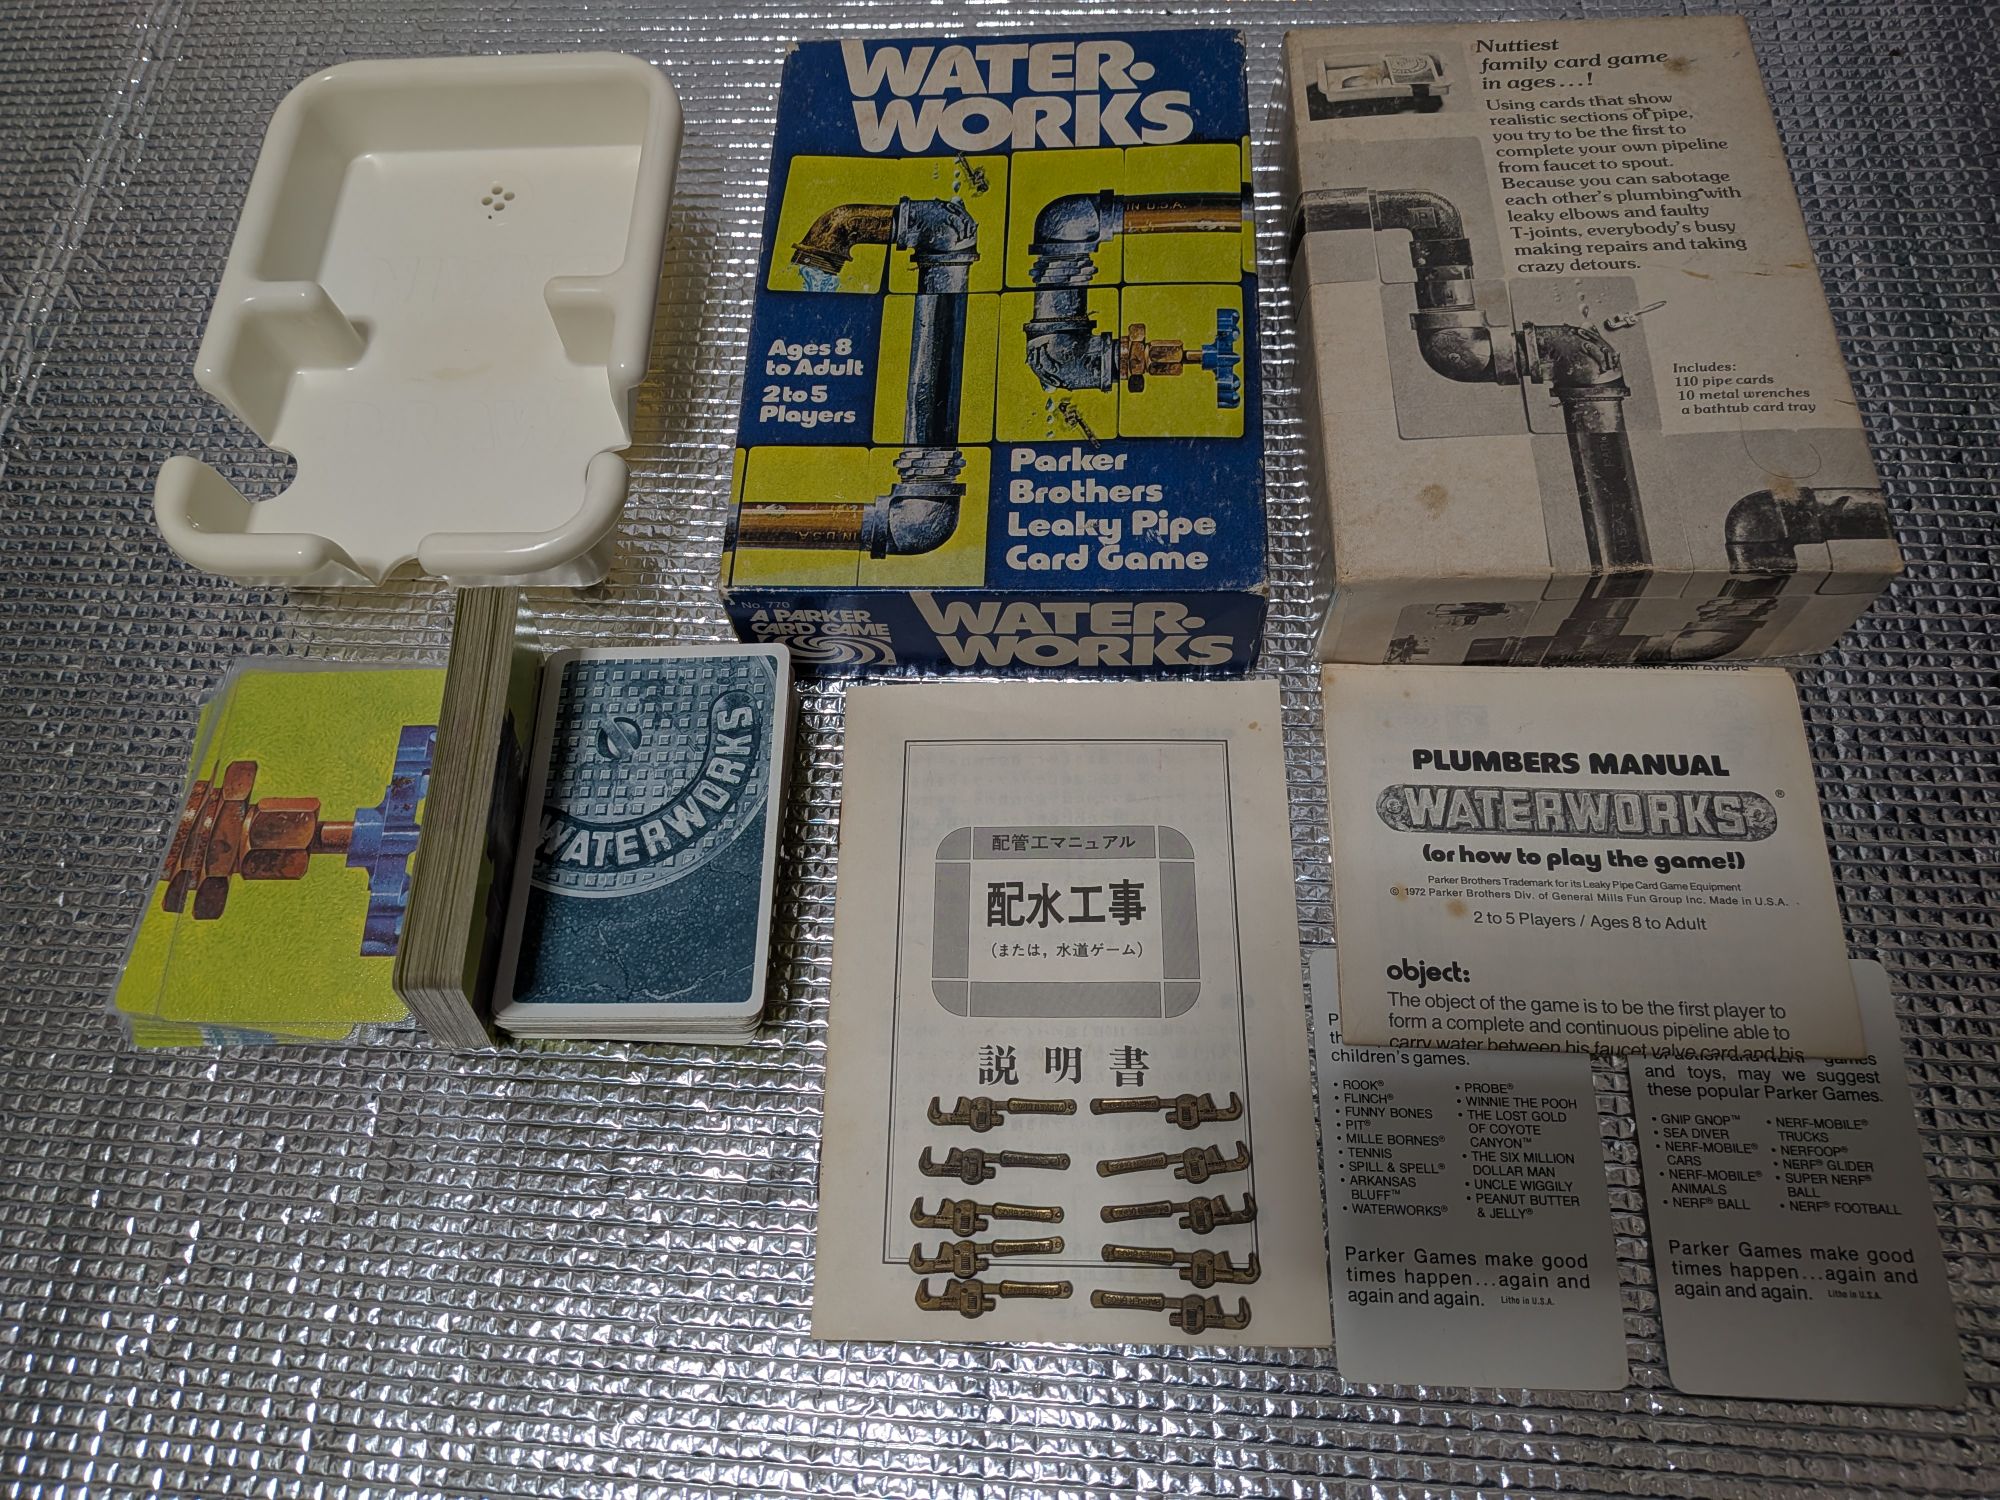 WATER-
WORKS
IN U.S.A.
Ages 8
to Adult
2 to 5
Players
Parker
Brothers
Leaky Pipe
Card Game
IN U.S.A.
No. 770
A PARKER
CARD GAME
WATER-
WORKS
Nuttiest
family card game
in ages...!
Using cards that show
realistic sections of pipe,
you try to be the first to
complete your own pipeline
from faucet to spout.
Because you can sabotage
each other's plumbing with
leaky elbows and faulty
T-joints, everybody's busy
making repairs and taking
crazy detours.
Includes:
110 pipe cards
10 metal wrenches
a bathtub card tray
WATERWORKS
配管工マニュアル
配水工事
(または,水道ゲーム)
説明書
PLUMBERS MANUAL
WATERWORKS®
(or how to play the game!)
Parker Brothers Trademark for its Leaky Pipe Card Game Equipment
© 1972 Parker Brothers Div. of General Mills Fun Group Inc. Made in U.S.A.
2 to 5 Players / Ages 8 to Adult
object:
The object of the game is to be the first player to
form a complete and continuous pipeline able to
carry water between his faucet valve card and his
children's games.
• ROOK®
• FLINCH®
• FUNNY BONES
• PIT®
• MILLE BORNES®
• TENNIS
• SPILL & SPELL®
• ARKANSAS
BLUFF™
• WATERWORKS®
• PROBE®
• WINNIE THE POOH
• THE LOST GOLD
OF COYOTE
CANYON™
• THE SIX MILLION
DOLLAR MAN
• UNCLE WIGGILY
• PEANUT BUTTER
& JELLY®
Parker Games make good
times happen...again and
again and again. Litho in U.S.A.
games
and toys, may we suggest
these popular Parker Games.
• GNIP GNOP™
• SEA DIVER
• NERF-MOBILE®
CARS
• NERF-MOBILE®
ANIMALS
• NERF® BALL
• NERF-MOBILE®
TRUCKS
• NERFOOP®
• NERF® GLIDER
• SUPER NERF®
BALL
• NERF® FOOTBALL
Parker Games make good
times happen...again and
again and again. Litho in U.S.A.